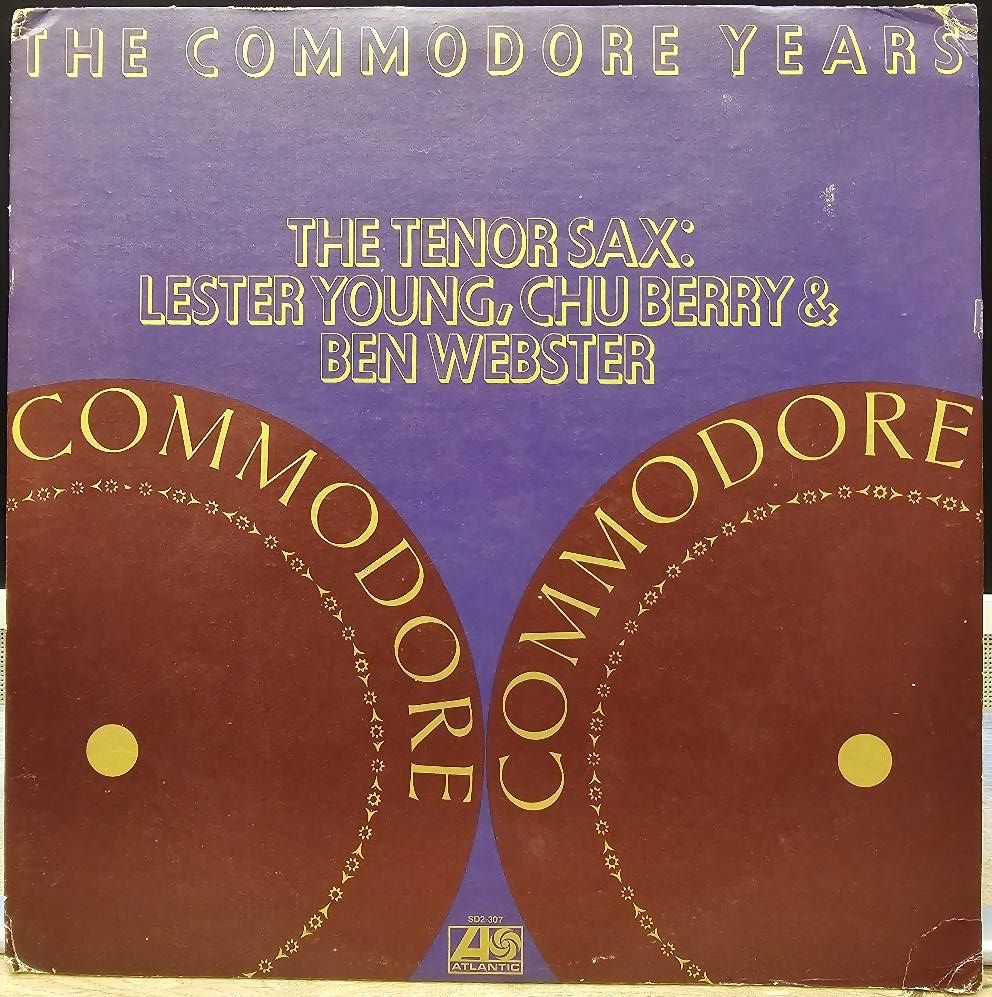 THE COMMODORE YEARS
THE TENOR SAX:
LESTER YOUNG, CHU BERRY &
BEN WEBSTER
COMMODORE
COMMODORE
SD2-307
ATLANTIC